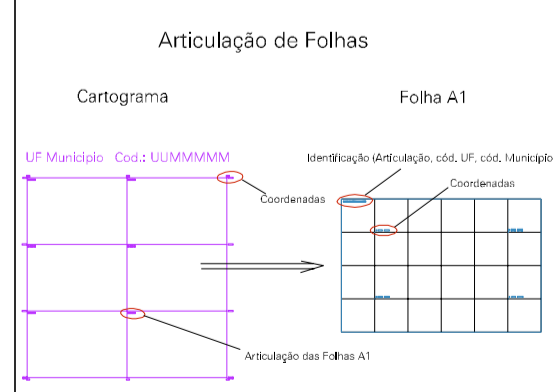 Articulação de Folhas
Cartograma
Folha A1
UF Municipio Cod.: UUMMMMM
Identificação (Articulação, cód. UF, cód. Município
Coordenadas
Coordenadas
Articulação das Folhas A1